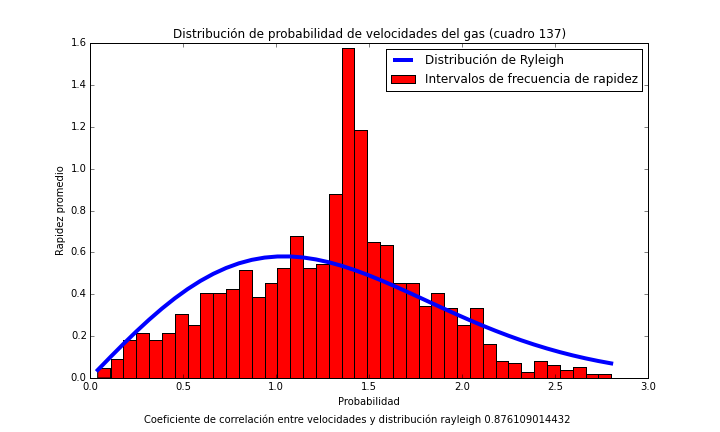 Distribución de probabilidad de velocidades del gas (cuadro 137)
1.6
1.4
1.2
1.0
0.8
0.6
0.4
0.2
0.0
Rapidez promedio
Distribución de Ryleigh
Intervalos de frecuencia de rapidez
0.0 0.5 1.0 1.5 2.0 2.5 3.0
Probabilidad
Coeficiente de correlación entre velocidades y distribución rayleigh 0.876109014432